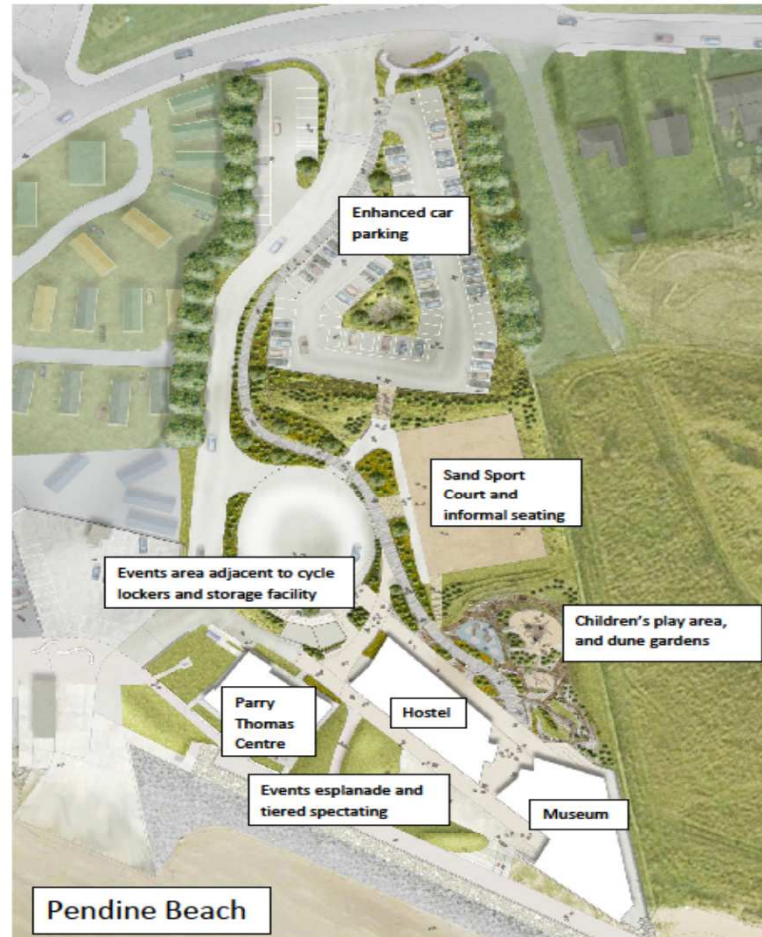 Enhanced car
parking
Sand Sport
Court and
informal seating
Events area adjacent to cycle
lockers and storage facility
Children's play area,
and dune gardens
Parry
Thomas
Centre
Hostel
Events esplanade and
tiered spectating
Museum
Pendine Beach